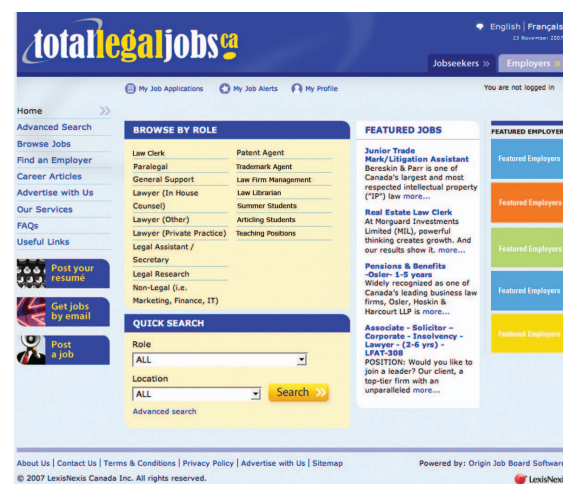 totallegaljobs.ca
English | Français
23 November 2007
Jobseekers »
Employers »
My Job Applications
My Job Alerts
My Profile
You are not logged in
Home
Advanced Search
Browse Jobs
Find an Employer
Career Articles
Advertise with Us
Our Services
FAQs
Useful Links
Post your
resumé
Get jobs
by email
Post
a job
BROWSE BY ROLE
Law Clerk
Paralegal
General Support
Lawyer (In House
Counsel)
Lawyer (Other)
Lawyer (Private Practice)
Legal Assistant /
Secretary
Legal Research
Non-Legal (i.e.
Marketing, Finance, IT)
Patent Agent
Trademark Agent
Law Firm Management
Law Librarian
Summer Students
Articling Students
Teaching Positions
QUICK SEARCH
Role
ALL
Location
ALL
Search »
Advanced search
FEATURED JOBS
Junior Trade
Mark/Litigation Assistant
Bereskin & Parr is one of
Canada's largest and most
respected intellectual property
("IP") law more...
Real Estate Law Clerk
At Morguard Investments
Limited (MIL), powerful
thinking creates growth. And
our results show it. more...
Pensions & Benefits
-Osler- 1-5 years
Widely recognized as one of
Canada's leading business law
firms, Osler, Hoskin &
Harcourt LLP is more...
Associate - Solicitor –
Corporate - Insolvency -
Lawyer - (2-6 yrs) -
LFAT-308
POSITION: Would you like to
join a leader? Our client, a
top-tier firm with an
unparalleled more...
FEATURED EMPLOYER
Featured Employers
Featured Employers
Featured Employers
Featured Employers
Featured Employers
About Us | Contact Us | Terms & Conditions | Privacy Policy | Advertise with Us | Sitemap
Powered by: Origin Job Board Software
© 2007 LexisNexis Canada Inc. All rights reserved.
LexisNexi